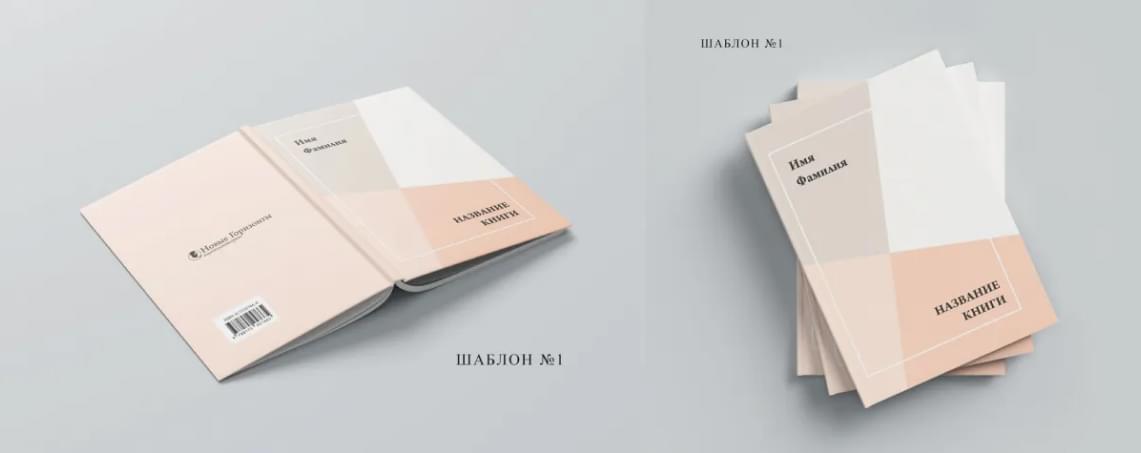 Имя
Фамилия
НАЗВАНИЕ
КНИГИ
Новые Горизонты
ШАБЛОН №1
ШАБЛОН №1
Имя
Фамилия
НАЗВАНИЕ
КНИГИ